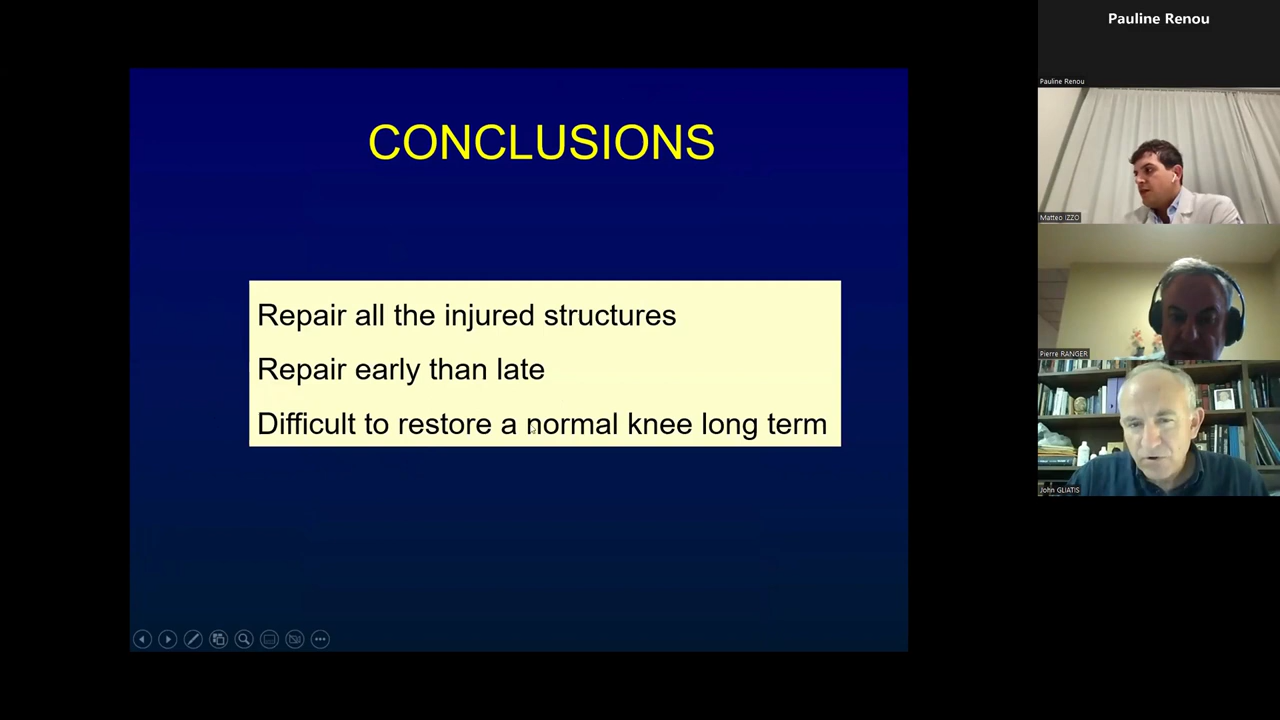 CONCLUSIONS
Repair all the injured structures
Repair early than late
Difficult to restore a normal knee long term
Pauline Renou
Pauline Renou
Matteo IZZO
Pierre RANGER
John GLIATIS